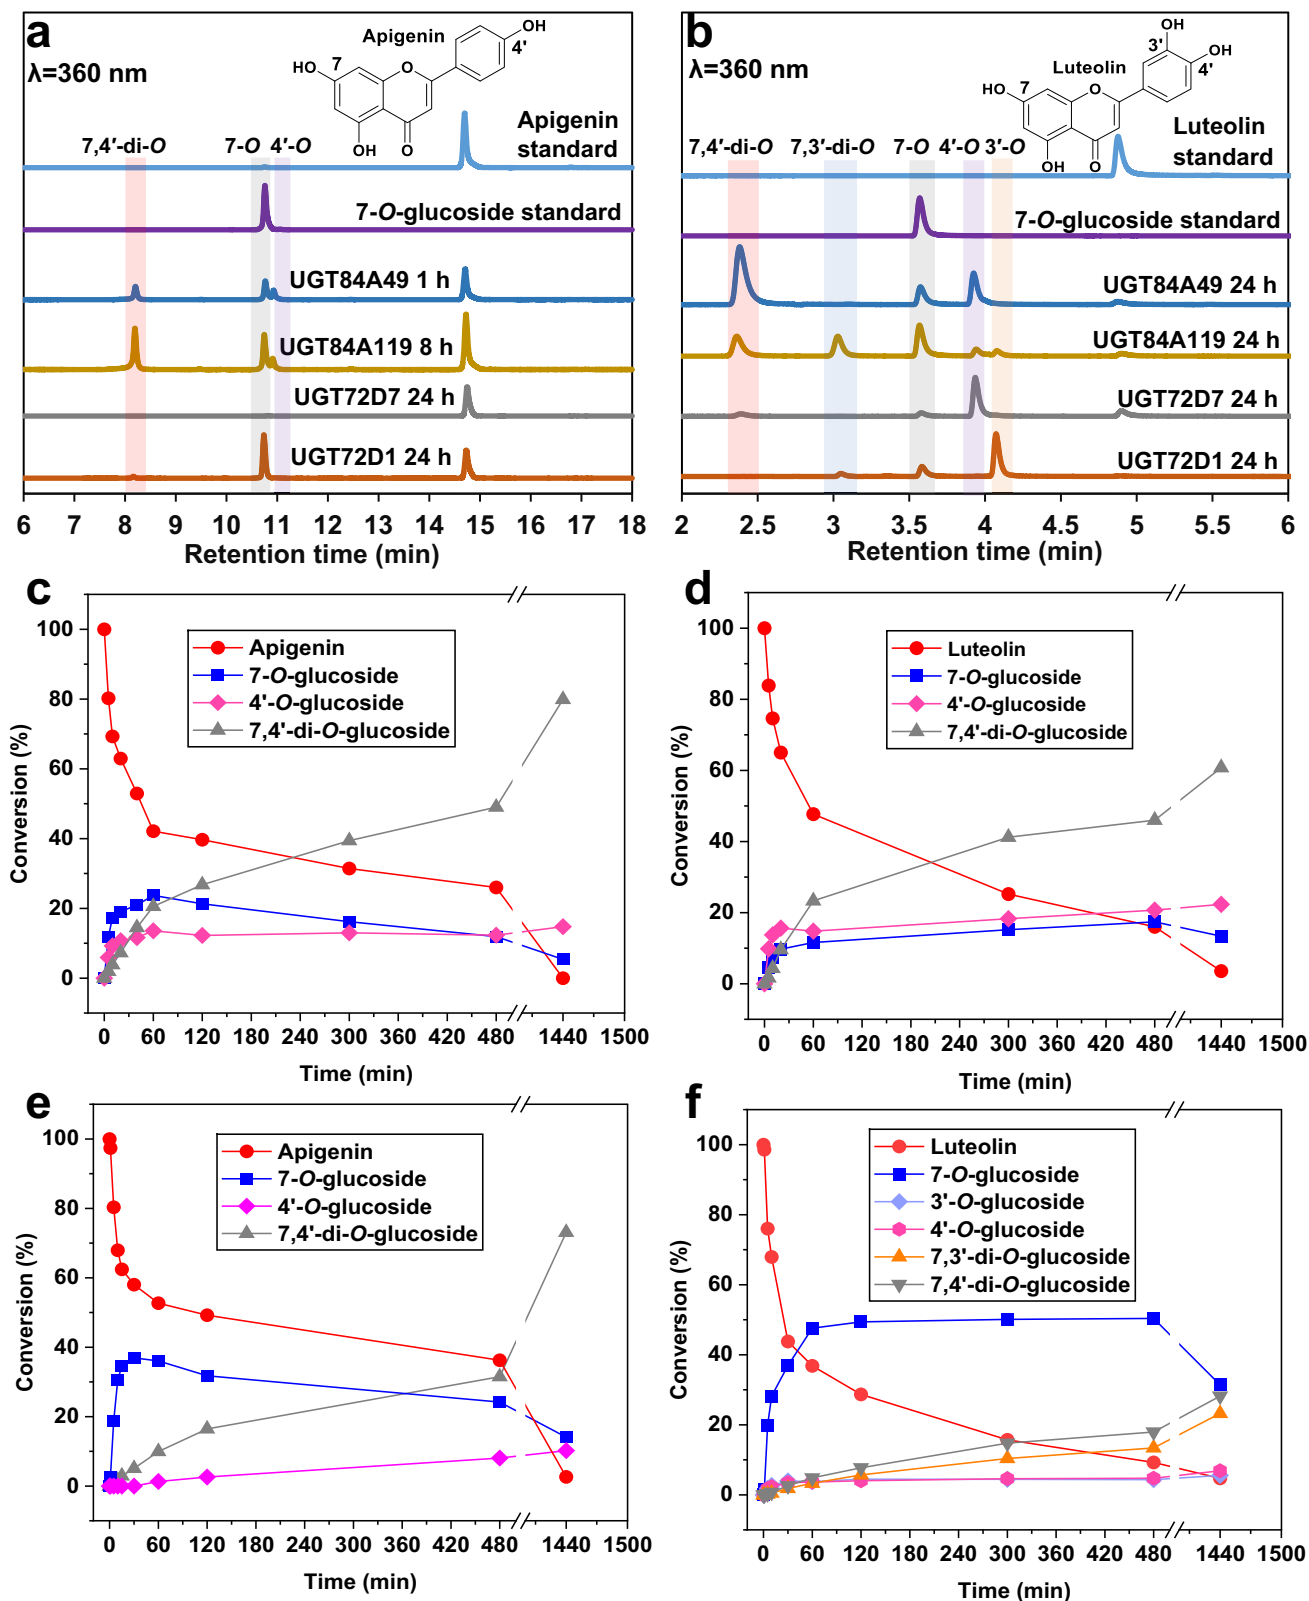 a
λ=360 nm
Apigenin
OH
4'
7
HO
O
OH
O
Apigenin
standard
7,4′-di-O
7-O
4′-O
7-O-glucoside standard
UGT84A49 1 h
UGT84A119 8 h
UGT72D7 24 h
UGT72D1 24 h
6 7 8 9 10 11 12 13 14 15 16 17 18
Retention time (min)
b
λ=360 nm
Luteolin
OH
3'
OH
4'
7
HO
O
OH
O
Luteolin
standard
7,4′-di-O
7,3′-di-O
7-O
4′-O
3′-O
7-O-glucoside standard
UGT84A49 24 h
UGT84A119 24 h
UGT72D7 24 h
UGT72D1 24 h
2 2.5 3 3.5 4 4.5 5 5.5 6
Retention time (min)
c
Conversion (%)
100
80
60
40
20
0
Apigenin
7-O-glucoside
4'-O-glucoside
7,4'-di-O-glucoside
0 60 120 180 240 300 360 420 480 1440 1500
Time (min)
d
Conversion (%)
100
80
60
40
20
0
Luteolin
7-O-glucoside
4'-O-glucoside
7,4'-di-O-glucoside
0 60 120 180 240 300 360 420 480 1440 1500
Time (min)
e
Conversion (%)
100
80
60
40
20
0
Apigenin
7-O-glucoside
4'-O-glucoside
7,4'-di-O-glucoside
0 60 120 180 240 300 360 420 480 1440 1500
Time (min)
f
Conversion (%)
100
80
60
40
20
0
Luteolin
7-O-glucoside
3'-O-glucoside
4'-O-glucoside
7,3'-di-O-glucoside
7,4'-di-O-glucoside
0 60 120 180 240 300 360 420 480 1440 1500
Time (min)